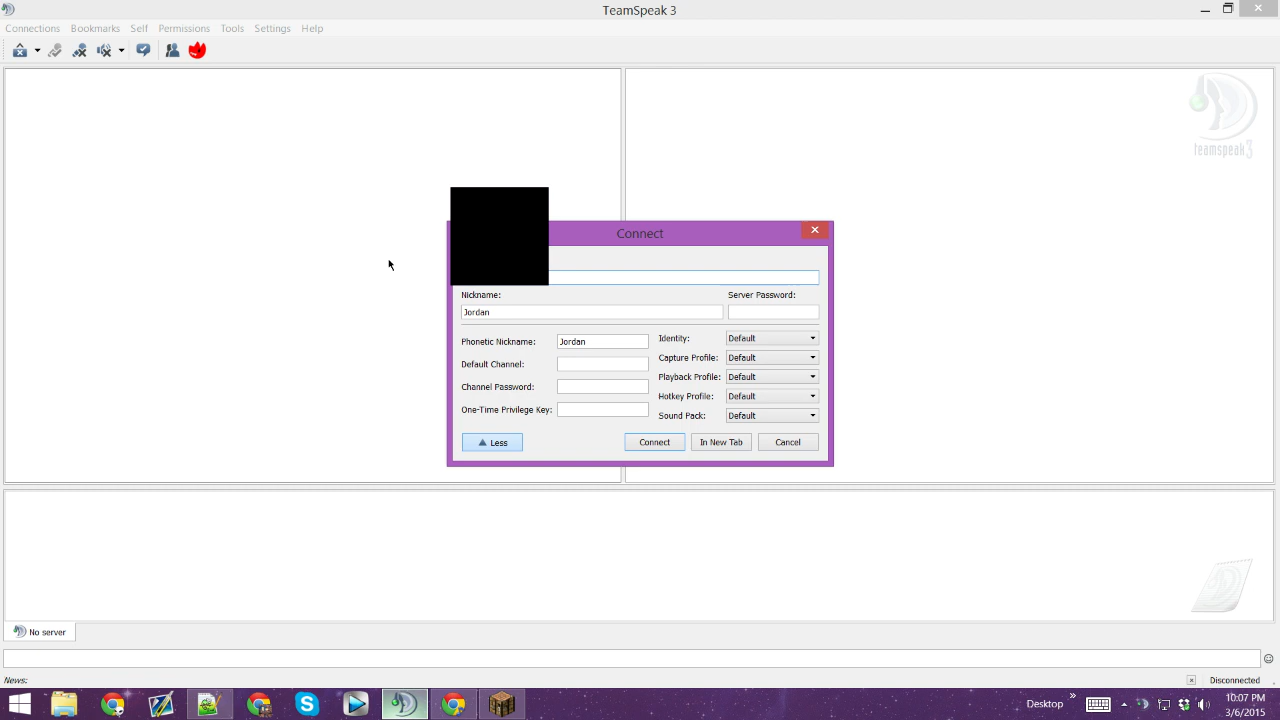 TeamSpeak 3
Connections Bookmarks Self Permissions Tools Settings Help
teamspeak3
Connect
Nickname: Server Password:
Jordan
Phonetic Nickname: Jordan Identity: Default
Default Channel: Capture Profile: Default
Channel Password: Playback Profile: Default
One-Time Privilege Key: Hotkey Profile: Default
Sound Pack: Default
Less Connect In New Tab Cancel
No server
News: Disconnected
Desktop
10:07 PM
3/6/2015